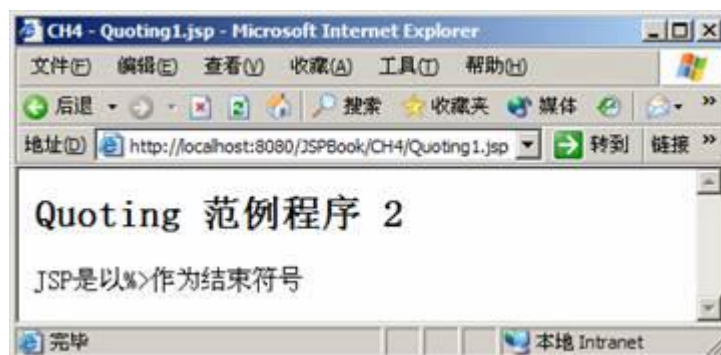 CH4 - Quoting1.jsp - Microsoft Internet Explorer
文件(F) 编辑(E) 查看(V) 收藏(A) 工具(T) 帮助(H)
后退 搜索 收藏夹 媒体 »
地址(D) http://localhost:8080/JSPBook/CH4/Quoting1.jsp 转到 链接 »
Quoting 范例程序 2
JSP是以%>作为结束符号
完毕 本地 Intranet